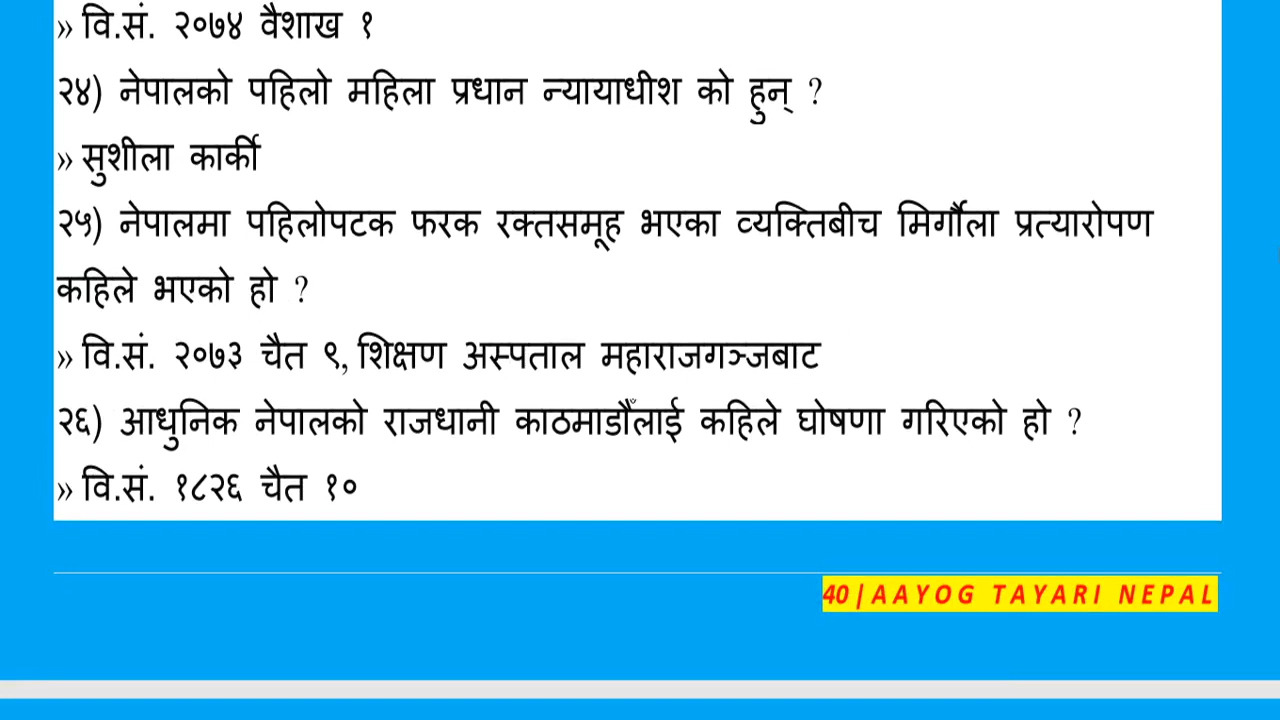 » वि.सं. २०७४ वैशाख १
२४) नेपालको पहिलो महिला प्रधान न्यायाधीश को हुन् ?
» सुशीला कार्की
२५) नेपालमा पहिलोपटक फरक रक्तसमूह भएका व्यक्तिबीच मिर्गौला प्रत्यारोपण
कहिले भएको हो ?
» वि.सं. २०७३ चैत ९, शिक्षण अस्पताल महाराजगञ्जबाट
२६) आधुनिक नेपालको राजधानी काठमाडौँलाई कहिले घोषणा गरिएको हो ?
» वि.सं. १८२६ चैत १०
40|AAYOG TAYARI NEPAL